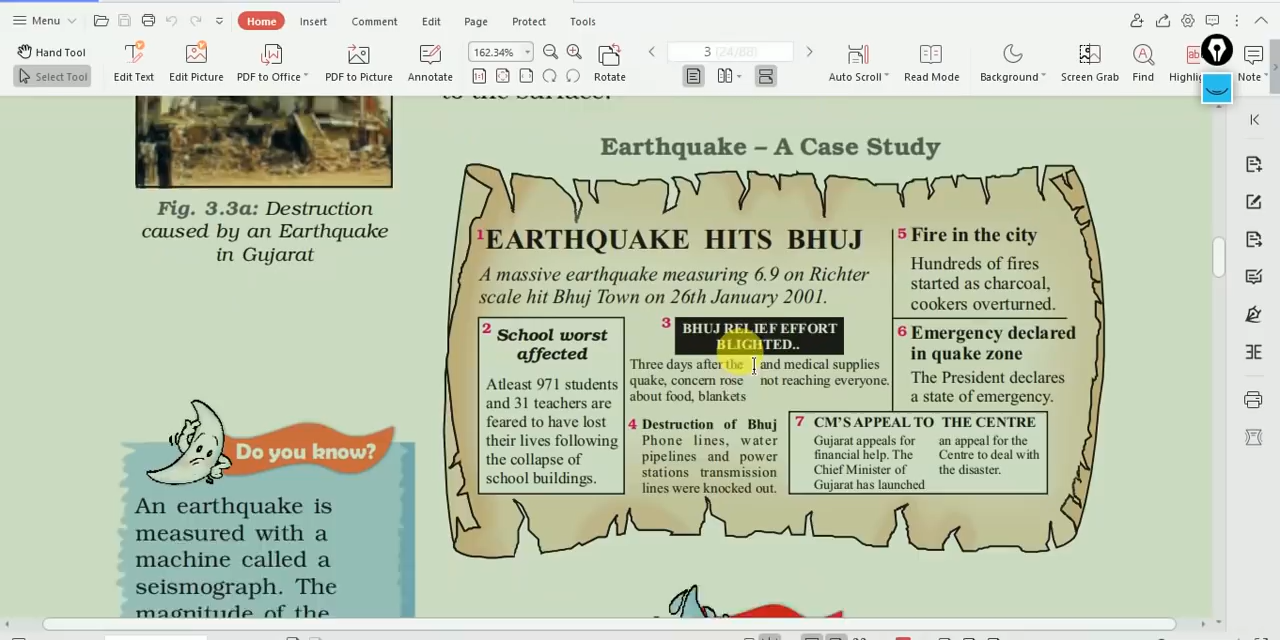 Menu
Home
Insert
Comment
Edit
Page
Protect
Tools
Hand Tool
Select Tool
Edit Text
Edit Picture
PDF to Office
PDF to Picture
Annotate
162.34%
Rotate
3 (24/88)
Auto Scroll
Read Mode
Background
Screen Grab
Find
Note
to the surface.
Fig. 3.3a: Destruction
caused by an Earthquake
in Gujarat
Do you know?
An earthquake is
measured with a
machine called a
seismograph. The
magnitude of the
Earthquake – A Case Study
1 EARTHQUAKE HITS BHUJ
A massive earthquake measuring 6.9 on Richter
scale hit Bhuj Town on 26th January 2001.
2 School worst
affected
Atleast 971 students
and 31 teachers are
feared to have lost
their lives following
the collapse of
school buildings.
3 BHUJ RELIEF EFFORT
BLIGHTED..
Three days after the
quake, concern rose
about food, blankets
and medical supplies
not reaching everyone.
4 Destruction of Bhuj
Phone lines, water
pipelines and power
stations transmission
lines were knocked out.
5 Fire in the city
Hundreds of fires
started as charcoal,
cookers overturned.
6 Emergency declared
in quake zone
The President declares
a state of emergency.
7 CM'S APPEAL TO THE CENTRE
Gujarat appeals for
financial help. The
Chief Minister of
Gujarat has launched
an appeal for the
Centre to deal with
the disaster.